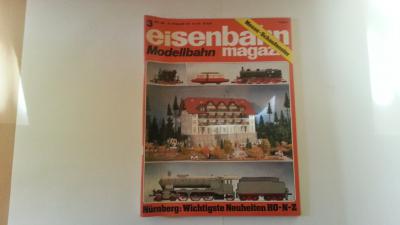 3
eisenbahn
Modellbahn magazin
Nürnberg: Wichtigste Neuheiten H0-N-Z